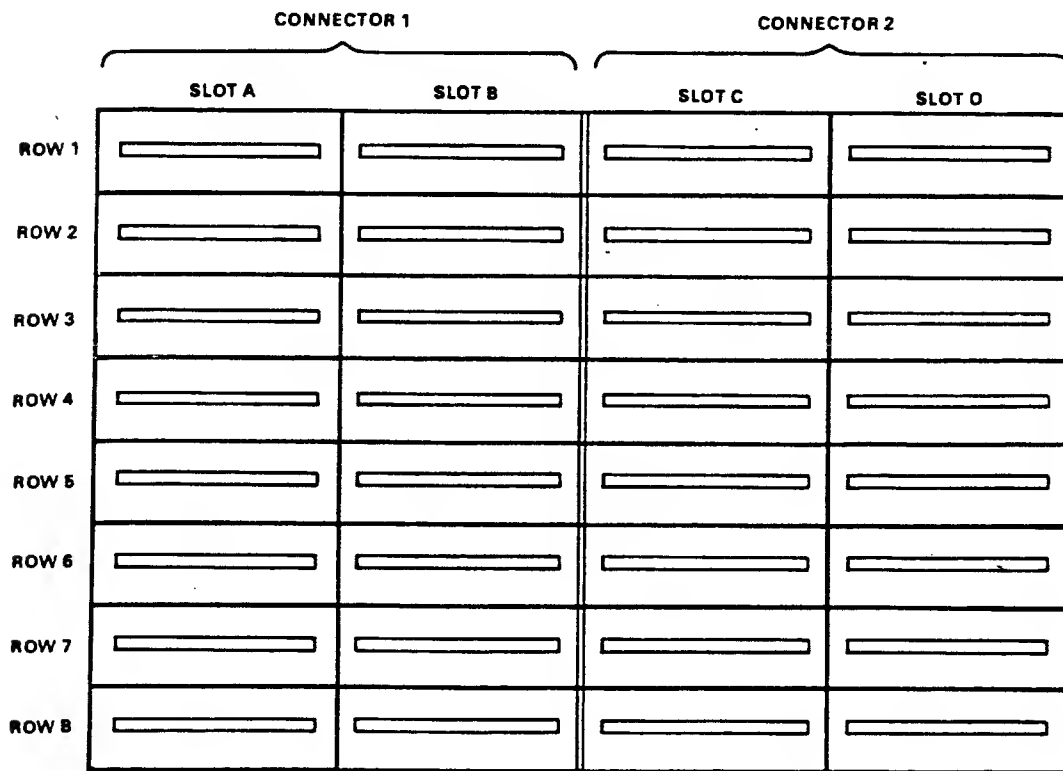 CONNECTOR 1 CONNECTOR 2
SLOT A SLOT B SLOT C SLOT D
ROW 1
ROW 2
ROW 3
ROW 4
ROW 5
ROW 6
ROW 7
ROW 8